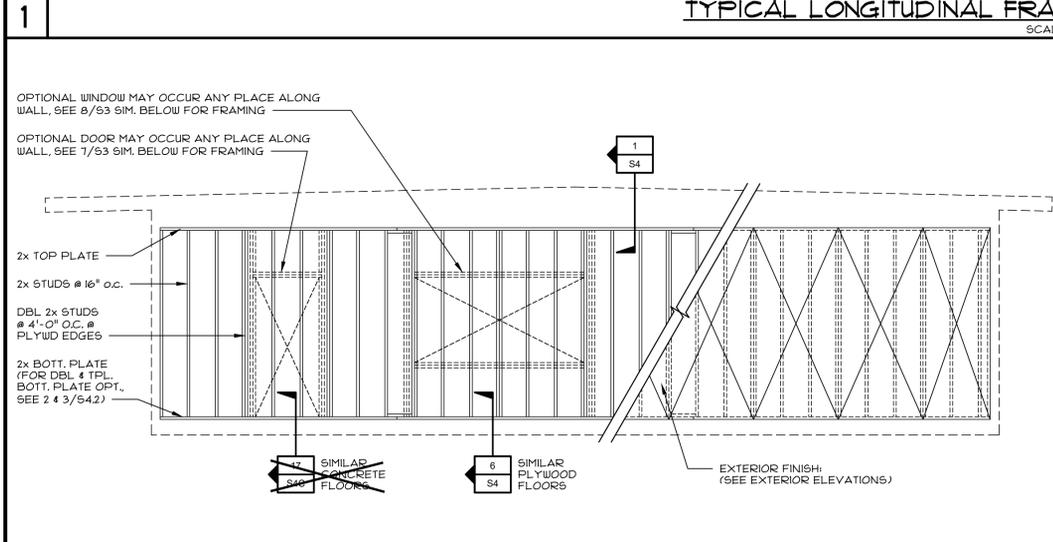 1
TYPICAL LONGITUDINAL FRA
SCAL
OPTIONAL WINDOW MAY OCCUR ANY PLACE ALONG
WALL, SEE 8/S3 SIM. BELOW FOR FRAMING
OPTIONAL DOOR MAY OCCUR ANY PLACE ALONG
WALL, SEE 7/S3 SIM. BELOW FOR FRAMING
1
S4
2x TOP PLATE
2x STUDS @ 16" o.c.
DBL 2x STUDS
@ 4'-0" O.C. @
PLYWD EDGES
2x BOTT. PLATE
(FOR DBL & TPL.
BOTT. PLATE OPT.,
SEE 2 & 3/S4.2)
17
S4C
SIMILAR
CONCRETE
FLOORS
6
S4
SIMILAR
PLYWOOD
FLOORS
EXTERIOR FINISH:
(SEE EXTERIOR ELEVATIONS)